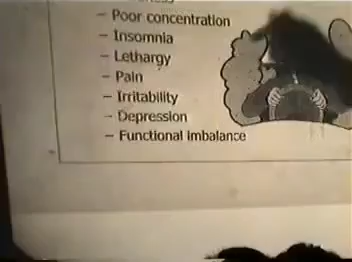 – Poor concentration
– Insomnia
– Lethargy
– Pain
– Irritability
– Depression
– Functional imbalance